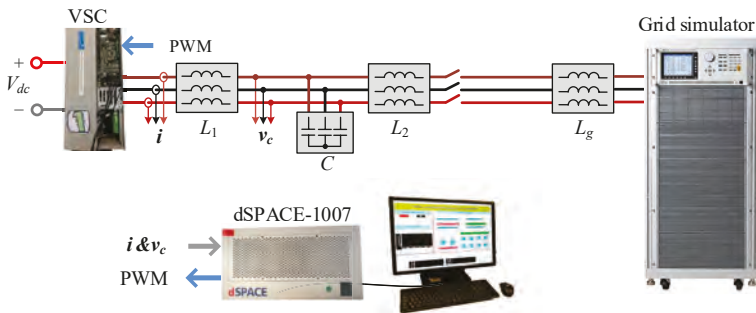 VSC
PWM
Grid simulator
+
V_dc
−
i
L_1
v_c
C
L_2
L_g
dSPACE-1007
i & v_c
PWM
dSPACE